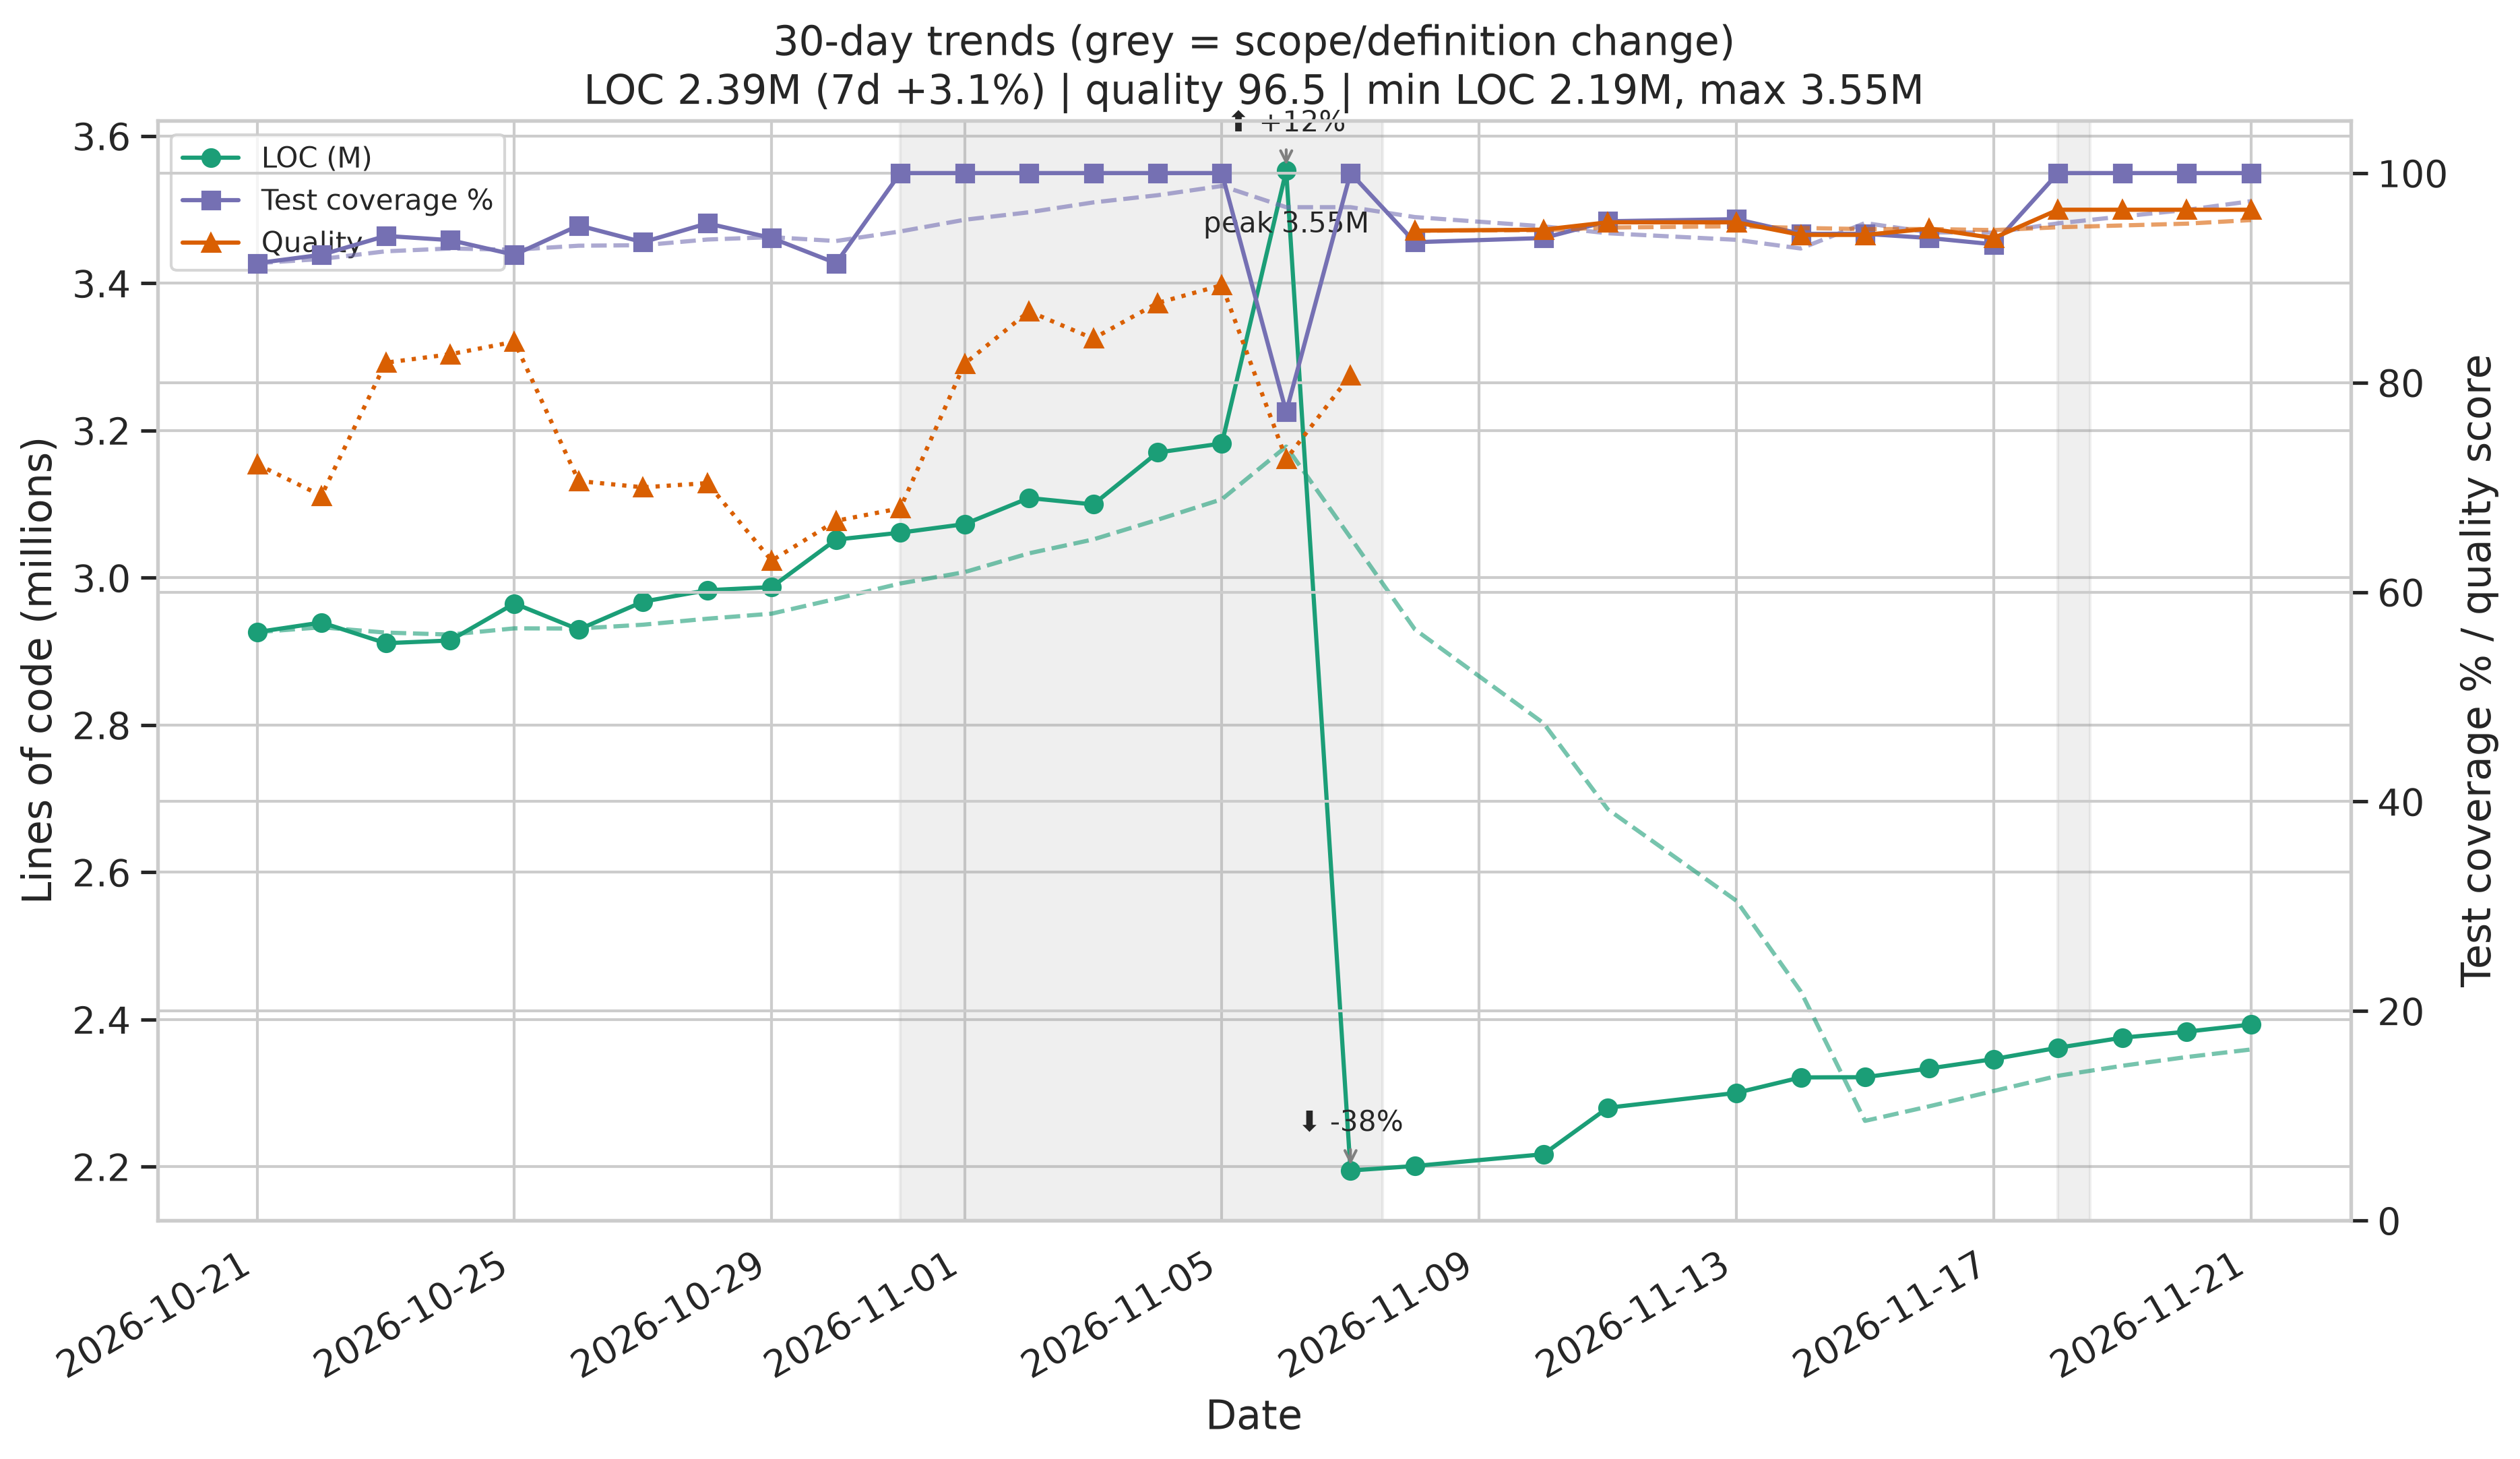 30-day trends (grey = scope/definition change)
LOC 2.39M (7d +3.1%) | quality 96.5 | min LOC 2.19M, max 3.55M
⬆ +12%
LOC (M)
Test coverage %
Quality
peak 3.55M
⬇ -38%
Lines of code (millions)
3.6
3.4
3.2
3.0
2.8
2.6
2.4
2.2
100
80
60
40
20
0
Test coverage % / quality score
2026-10-21
2026-10-25
2026-10-29
2026-11-01
2026-11-05
2026-11-09
2026-11-13
2026-11-17
2026-11-21
Date